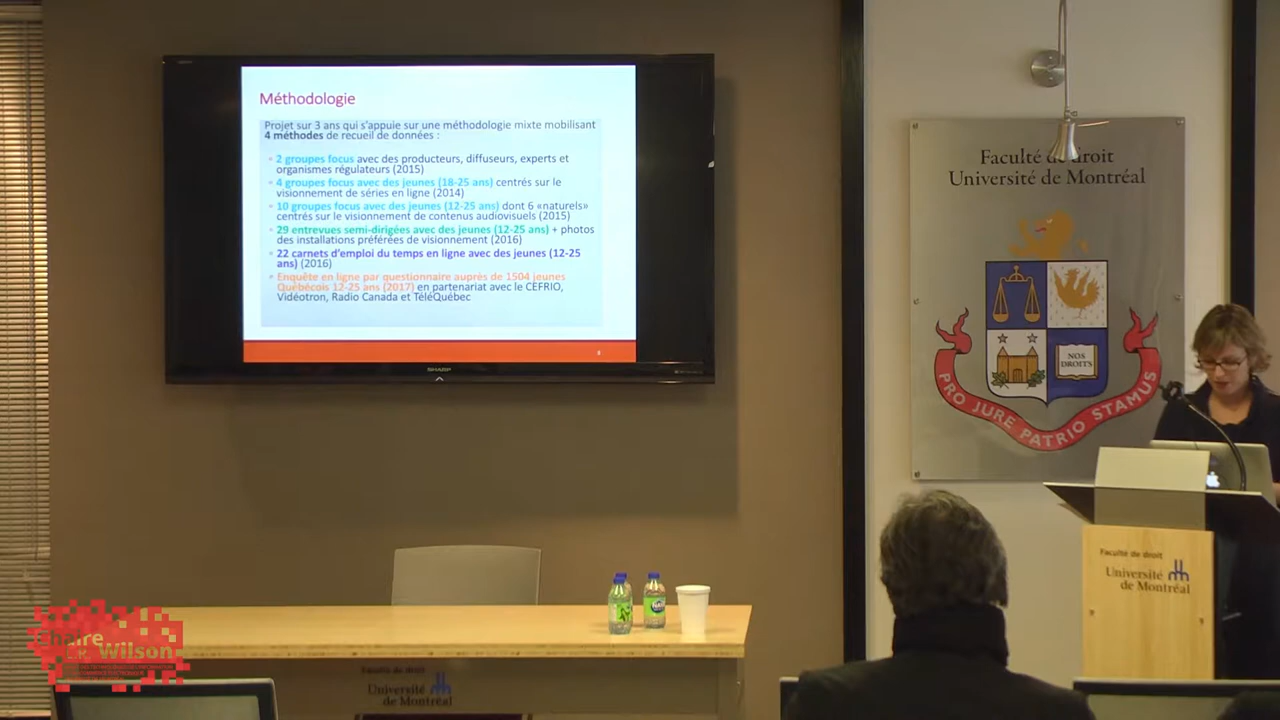 Méthodologie
Projet sur 3 ans qui s'appuie sur une méthodologie mixte mobilisant
4 méthodes de recueil de données :
2 groupes focus avec des producteurs, diffuseurs, experts et
organismes régulateurs (2015)
4 groupes focus avec des jeunes (18-25 ans) centrés sur le
visionnement de séries en ligne (2014)
10 groupes focus avec des jeunes (12-25 ans) dont 6 «naturels»
centrés sur le visionnement de contenus audiovisuels (2015)
29 entrevues semi-dirigées avec des jeunes (12-25 ans) + photos
des installations préférées de visionnement (2016)
22 carnets d'emploi du temps en ligne avec des jeunes (12-25
ans) (2016)
Enquête en ligne par questionnaire auprès de 1504 jeunes
Québécois 12-25 ans (2017) en partenariat avec le CEFRIO,
Vidéotron, Radio Canada et TéléQuébec
SHARP
Faculté de droit
Université de Montréal
NOS
DROITS
PRO JURE PATRIO STAMUS
Faculté de droit
Université
de Montréal
Chaire
L.R. Wilson
Faculté de droit
Université
de Montréal